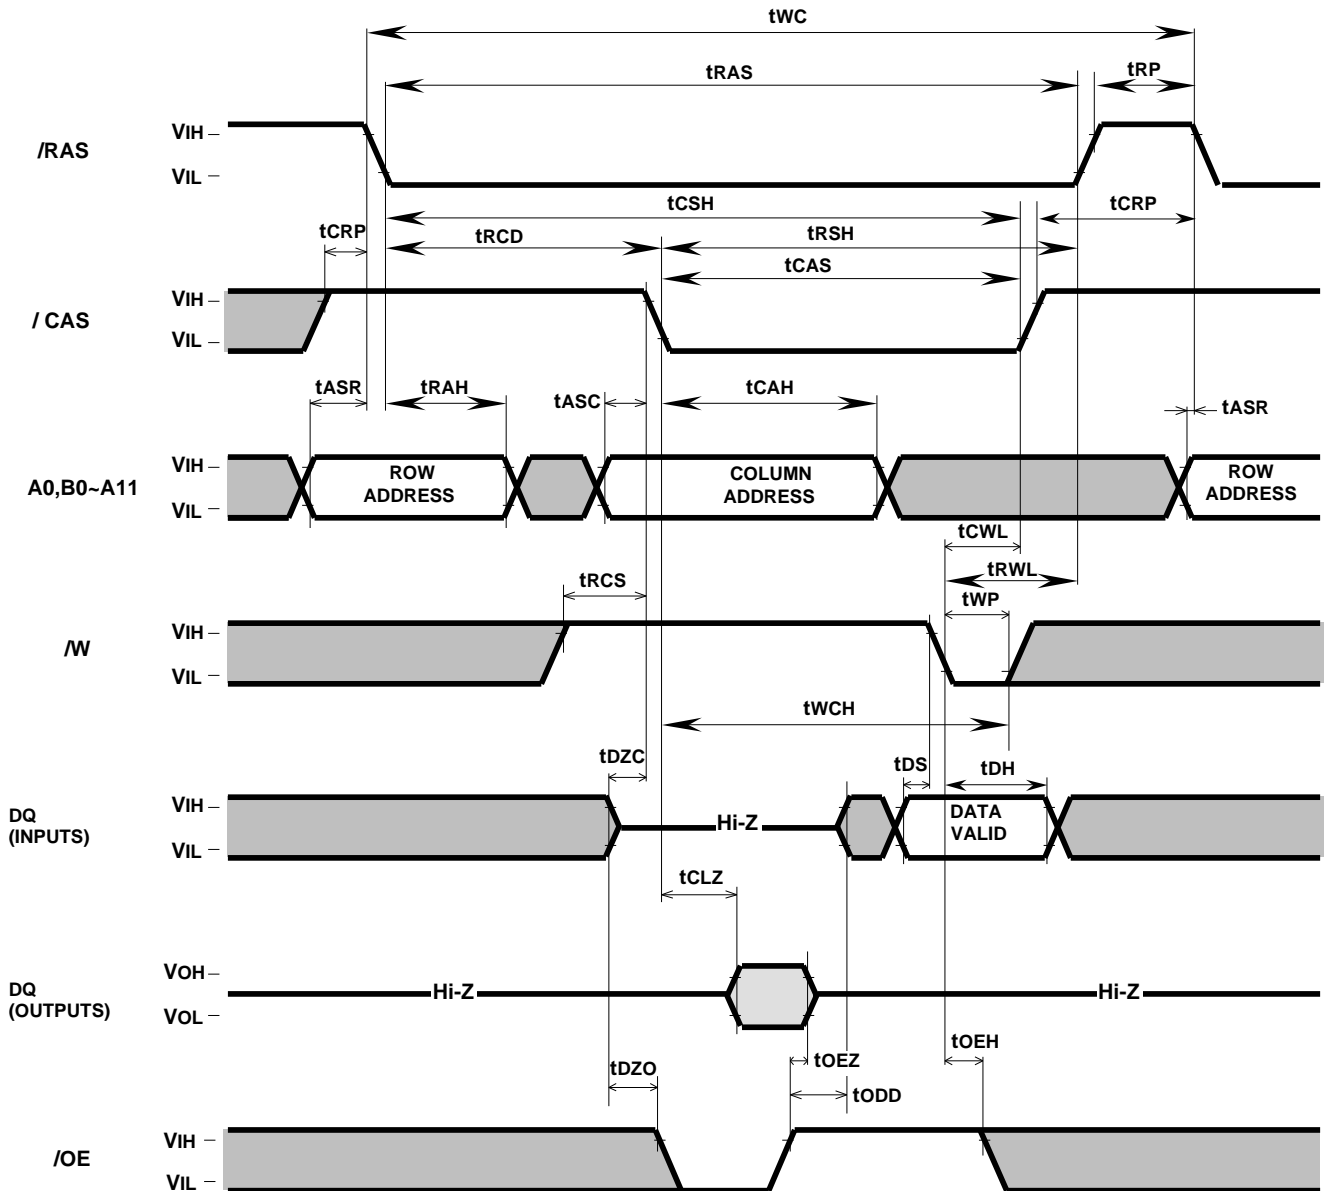 tWC
tRAS
tRP
/RAS
VIH
VIL
tCSH
tCRP
tCRP
tRCD
tRSH
tCAS
/ CAS
VIH
VIL
tASR
tRAH
tASC
tCAH
tASR
A0,B0~A11
VIH
VIL
ROW
ADDRESS
COLUMN
ADDRESS
ROW
ADDRESS
tCWL
tRWL
tRCS
tWP
/W
VIH
VIL
tWCH
tDZC
tDS
tDH
DQ
(INPUTS)
VIH
VIL
Hi-Z
DATA
VALID
tCLZ
DQ
(OUTPUTS)
VOH
VOL
Hi-Z
Hi-Z
tDZO
tOEZ
tOEH
tODD
/OE
VIH
VIL